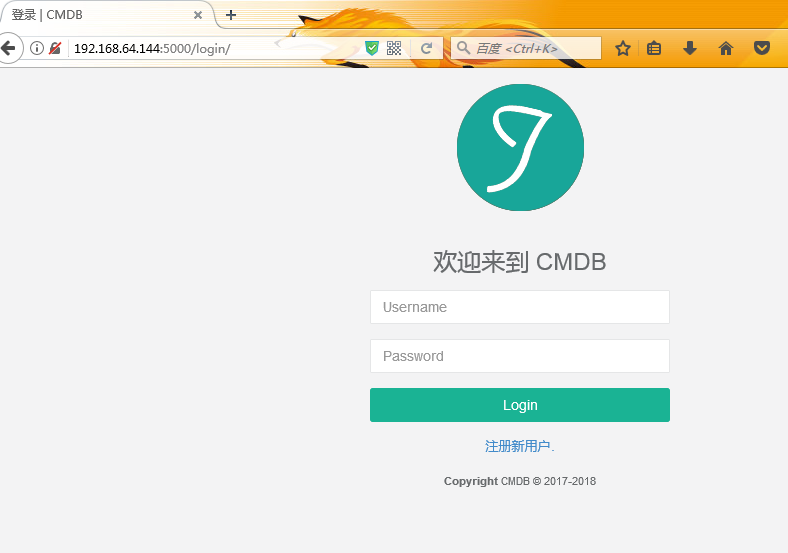 登录 | CMDB
192.168.64.144:5000/login/
百度 <Ctrl+K>
欢迎来到 CMDB
Username
Password
Login
注册新用户.
Copyright CMDB © 2017-2018